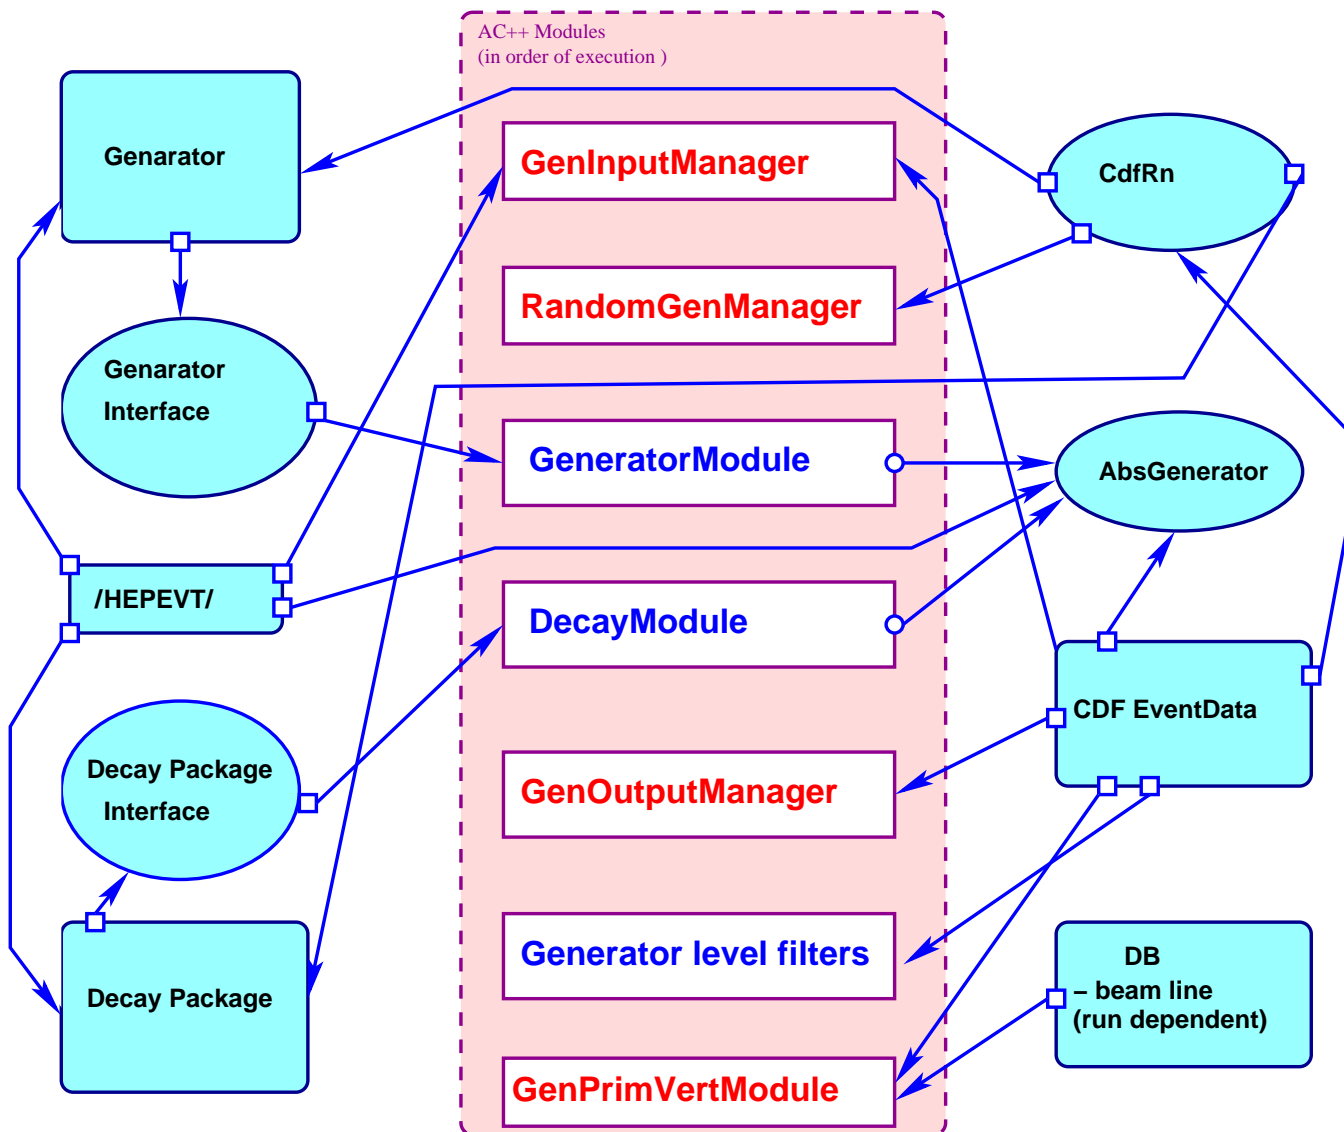 AC++ Modules
(in order of execution )
Genarator
GenInputManager
CdfRn
RandomGenManager
Genarator
Interface
GeneratorModule
AbsGenerator
/HEPEVT/
DecayModule
CDF EventData
Decay Package
Interface
GenOutputManager
Generator level filters
DB
– beam line
(run dependent)
Decay Package
GenPrimVertModule